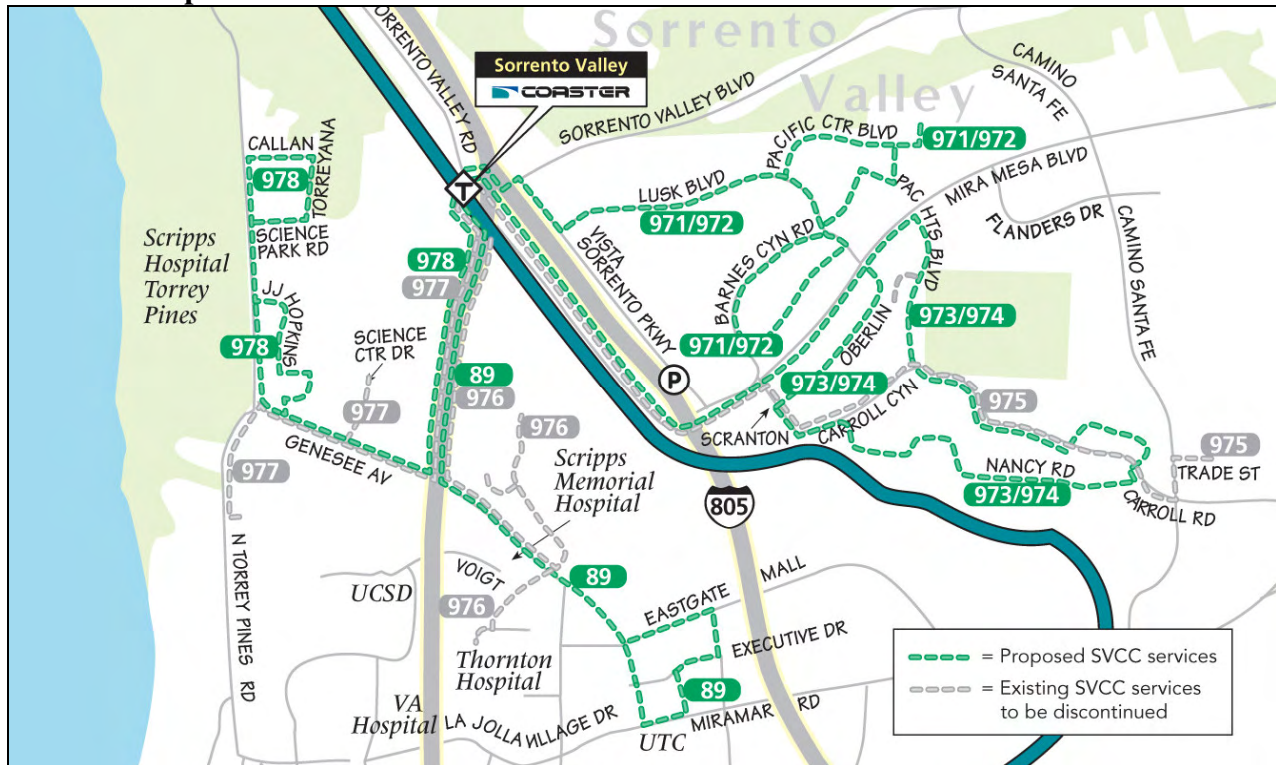 Sorrento
Valley
Sorrento Valley
COASTER
SORRENTO VALLEY RD
SORRENTO VALLEY BLVD
CAMINO
SANTA FE
CALLAN
978
TORREYANA
SCIENCE
PARK RD
Scripps
Hospital
Torrey
Pines
JJ HOPKINS
978
T
PACIFIC CTR BLVD
971/972
LUSK BLVD
971/972
PAC HTS BLVD
MIRA MESA BLVD
FLANDERS DR
CAMINO SANTA FE
VISTA
SORRENTO PKWY
BARNES CYN RD
971/972
OBERLIN
973/974
973/974
978
977
SCIENCE
CTR DR
977
89
976
976
P
SCRANTON
CARROLL CYN
975
975
TRADE ST
NANCY RD
973/974
CARROLL RD
GENESEE AV
977
Scripps
Memorial
Hospital
805
N TORREY PINES RD
UCSD
VOIGT
976
89
EASTGATE MALL
EXECUTIVE DR
Thornton
Hospital
89
VA
Hospital
LA JOLLA VILLAGE DR
UTC
MIRAMAR RD
= Proposed SVCC services
= Existing SVCC services
to be discontinued